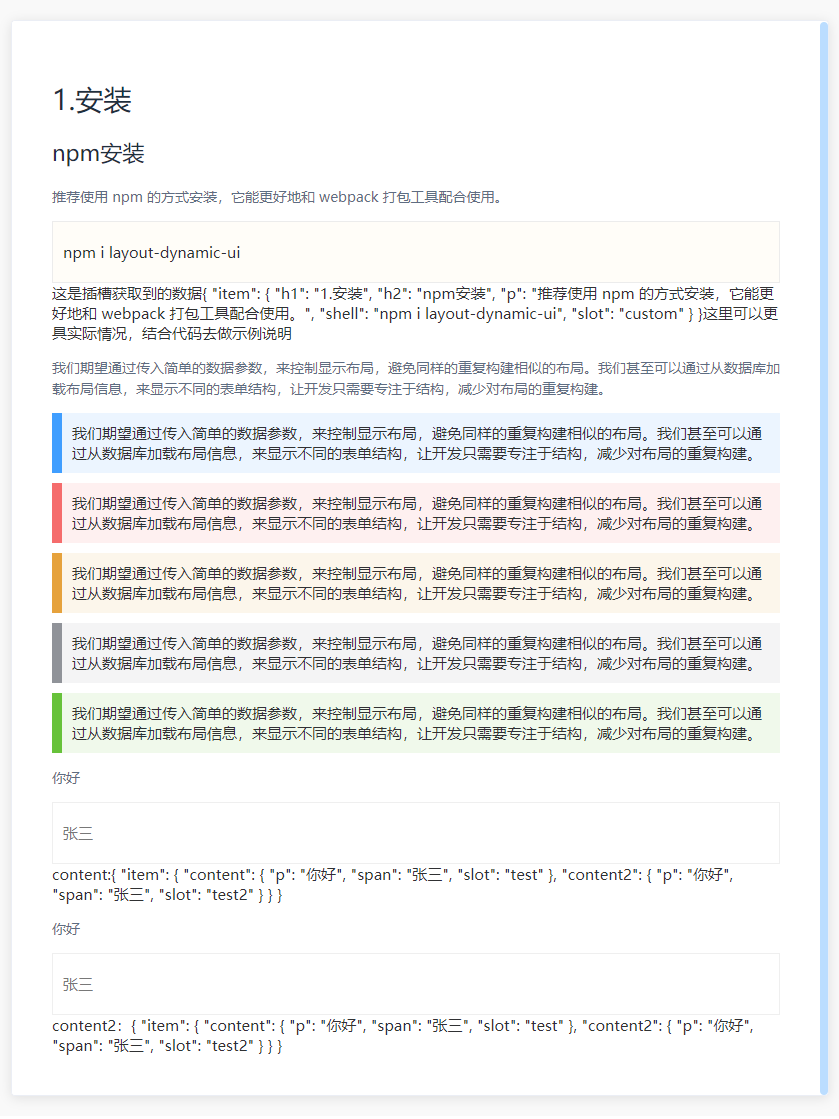 1.安装
npm安装
推荐使用 npm 的方式安装，它能更好地和 webpack 打包工具配合使用。
npm i layout-dynamic-ui
这是插槽获取到的数据{ "item": { "h1": "1.安装", "h2": "npm安装", "p": "推荐使用 npm 的方式安装，它能更
好地和 webpack 打包工具配合使用。", "shell": "npm i layout-dynamic-ui", "slot": "custom" } }这里可以更
具实际情况，结合代码去做示例说明
我们期望通过传入简单的数据参数，来控制显示布局，避免同样的重复构建相似的布局。我们甚至可以通过从数据库加
载布局信息，来显示不同的表单结构，让开发只需要专注于结构，减少对布局的重复构建。
我们期望通过传入简单的数据参数，来控制显示布局，避免同样的重复构建相似的布局。我们甚至可以通
过从数据库加载布局信息，来显示不同的表单结构，让开发只需要专注于结构，减少对布局的重复构建。
我们期望通过传入简单的数据参数，来控制显示布局，避免同样的重复构建相似的布局。我们甚至可以通
过从数据库加载布局信息，来显示不同的表单结构，让开发只需要专注于结构，减少对布局的重复构建。
我们期望通过传入简单的数据参数，来控制显示布局，避免同样的重复构建相似的布局。我们甚至可以通
过从数据库加载布局信息，来显示不同的表单结构，让开发只需要专注于结构，减少对布局的重复构建。
我们期望通过传入简单的数据参数，来控制显示布局，避免同样的重复构建相似的布局。我们甚至可以通
过从数据库加载布局信息，来显示不同的表单结构，让开发只需要专注于结构，减少对布局的重复构建。
我们期望通过传入简单的数据参数，来控制显示布局，避免同样的重复构建相似的布局。我们甚至可以通
过从数据库加载布局信息，来显示不同的表单结构，让开发只需要专注于结构，减少对布局的重复构建。
你好
张三
content:{ "item": { "content": { "p": "你好", "span": "张三", "slot": "test" }, "content2": { "p": "你好",
"span": "张三", "slot": "test2" } } }
你好
张三
content2：{ "item": { "content": { "p": "你好", "span": "张三", "slot": "test" }, "content2": { "p": "你好",
"span": "张三", "slot": "test2" } } }